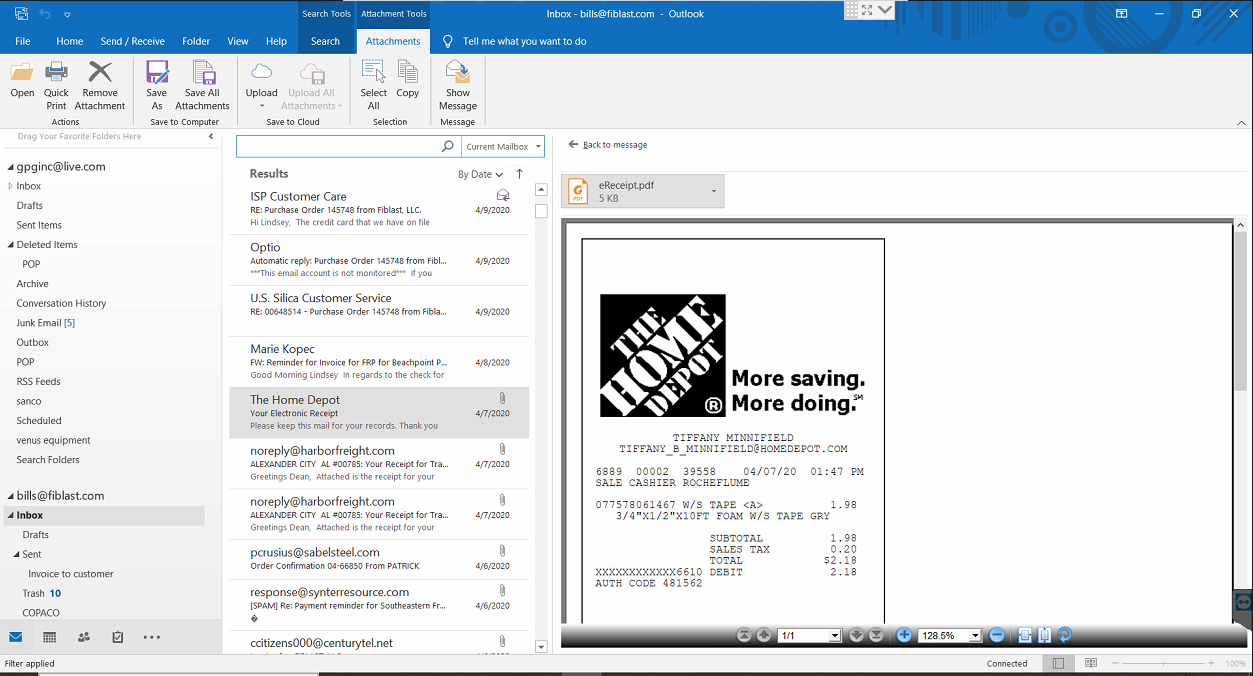 Search Tools
Attachment Tools
Inbox - bills@fiblast.com - Outlook
File
Home
Send / Receive
Folder
View
Help
Search
Attachments
Tell me what you want to do
Open
Quick Print
Remove Attachment
Actions
Save As
Save All Attachments
Save to Computer
Upload
Upload All Attachments
Save to Cloud
Select All
Copy
Selection
Show Message
Message
Drag Your Favorite Folders Here
gpginc@live.com
Inbox
Drafts
Sent Items
Deleted Items
POP
Archive
Conversation History
Junk Email [5]
Outbox
POP
RSS Feeds
sanco
Scheduled
venus equipment
Search Folders
bills@fiblast.com
Inbox
Drafts
Sent
Invoice to customer
Trash 10
COPACO
Current Mailbox
Results
By Date
ISP Customer Care
RE: Purchase Order 145748 from Fiblast, LLC. 4/9/2020
Hi Lindsey, The credit card that we have on file
Optio
Automatic reply: Purchase Order 145748 from Fibl... 4/9/2020
***This email account is not monitored*** If you
U.S. Silica Customer Service
RE: 00648514 - Purchase Order 145748 from Fibla... 4/9/2020
Marie Kopec
FW: Reminder for Invoice for FRP for Beachpoint P... 4/8/2020
Good Morning Lindsey In regards to the check for
The Home Depot
Your Electronic Receipt 4/7/2020
Please keep this mail for your records. Thank you
noreply@harborfreight.com
ALEXANDER CITY AL #00785: Your Receipt for Tra... 4/7/2020
Greetings Dean, Attached is the receipt for your
noreply@harborfreight.com
ALEXANDER CITY AL #00785: Your Receipt for Tra... 4/7/2020
Greetings Dean, Attached is the receipt for your
pcrusius@sabelsteel.com
Order Confirmation 04-66850 From PATRICK 4/6/2020
response@synterresource.com
[SPAM] Re: Payment reminder for Southeastern Fr... 4/6/2020
ccitizens000@centurytel.net
Back to message
eReceipt.pdf
5 KB
THE HOME DEPOT ®
More saving.
More doing.℠
TIFFANY MINNIFIELD
TIFFANY_B_MINNIFIELD@HOMEDEPOT.COM
6889 00002 39558 04/07/20 01:47 PM
SALE CASHIER ROCHEFLUME
077578061467 W/S TAPE <A> 1.98
3/4"X1/2"X10FT FOAM W/S TAPE GRY
SUBTOTAL 1.98
SALES TAX 0.20
TOTAL $2.18
XXXXXXXXXXXX6610 DEBIT 2.18
AUTH CODE 481562
1/1
128.5%
Filter applied
Connected
100%